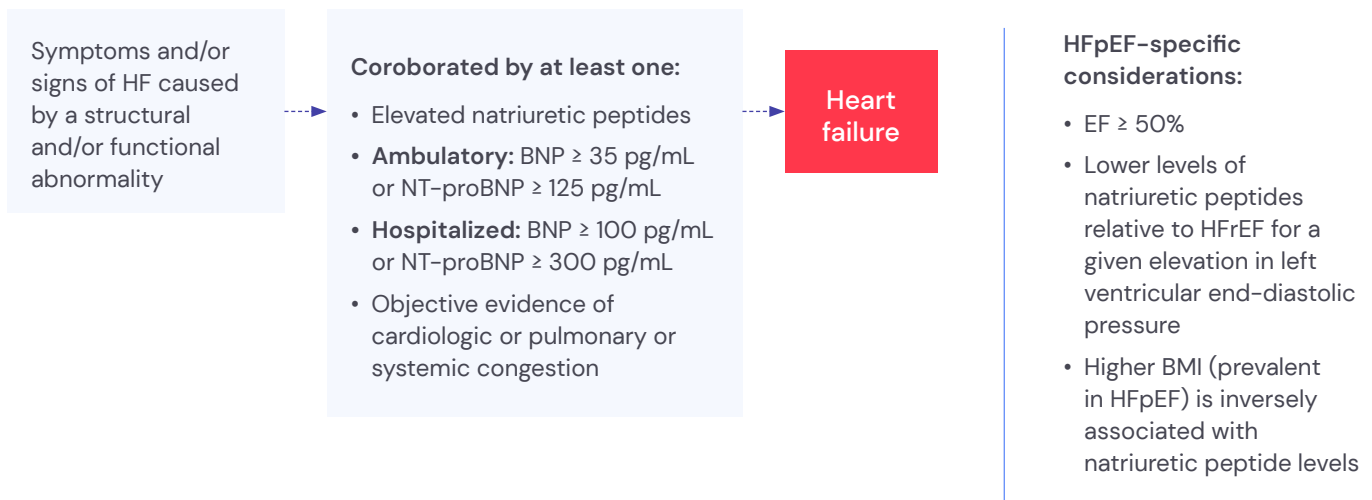 Symptoms and/or
signs of HF caused
by a structural
and/or functional
abnormality
Coroborated by at least one:
• Elevated natriuretic peptides
• Ambulatory: BNP ≥ 35 pg/mL
or NT-proBNP ≥ 125 pg/mL
• Hospitalized: BNP ≥ 100 pg/mL
or NT-proBNP ≥ 300 pg/mL
• Objective evidence of
cardiologic or pulmonary or
systemic congestion
Heart
failure
HFpEF-specific
considerations:
• EF ≥ 50%
• Lower levels of
natriuretic peptides
relative to HFrEF for a
given elevation in left
ventricular end-diastolic
pressure
• Higher BMI (prevalent
in HFpEF) is inversely
associated with
natriuretic peptide levels